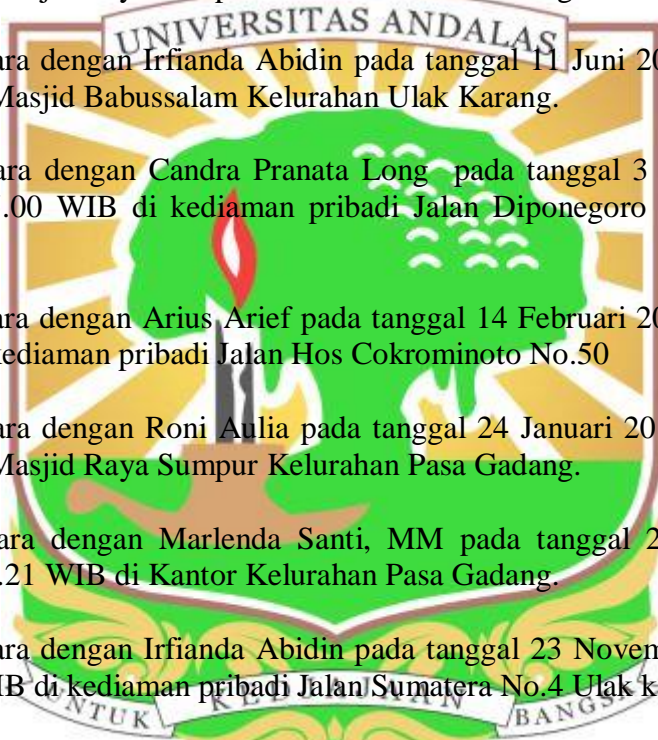 UNIVERSITAS ANDALAS
ara dengan Irfianda Abidin pada tanggal 11 Juni 20
Masjid Babussalam Kelurahan Ulak Karang.
ara dengan Candra Pranata Long pada tanggal 3
.00 WIB di kediaman pribadi Jalan Diponegoro
ara dengan Arius Arief pada tanggal 14 Februari 20
kediaman pribadi Jalan Hos Cokrominoto No.50
ara dengan Roni Aulia pada tanggal 24 Januari 20
Masjid Raya Sumpur Kelurahan Pasa Gadang.
ara dengan Marlenda Santi, MM pada tanggal 2
.21 WIB di Kantor Kelurahan Pasa Gadang.
ara dengan Irfianda Abidin pada tanggal 23 Novem
IB di kediaman pribadi Jalan Sumatera No.4 Ulak k
UNTUK KEDJAJAAN BANGSA